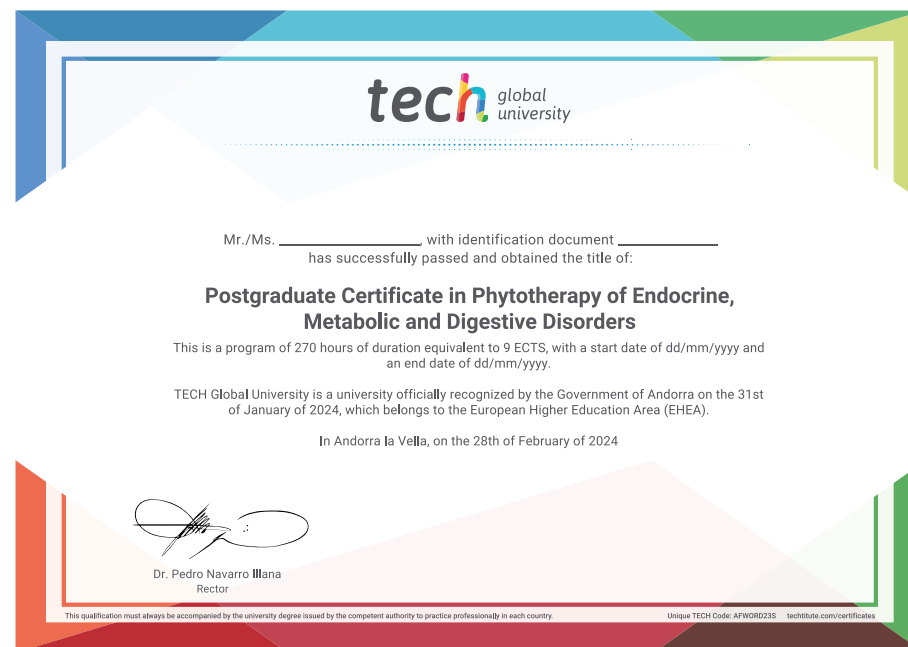 tech global university
Mr./Ms. ____________, with identification document ____________
has successfully passed and obtained the title of:
Postgraduate Certificate in Phytotherapy of Endocrine,
Metabolic and Digestive Disorders
This is a program of 270 hours of duration equivalent to 9 ECTS, with a start date of dd/mm/yyyy and
an end date of dd/mm/yyyy.
TECH Global University is a university officially recognized by the Government of Andorra on the 31st
of January of 2024, which belongs to the European Higher Education Area (EHEA).
In Andorra la Vella, on the 28th of February of 2024
Dr. Pedro Navarro Illana
Rector
This qualification must always be accompanied by the university degree issued by the competent authority to practice professionally in each country.
Unique TECH Code: AFWORD23S techtitute.com/certificates